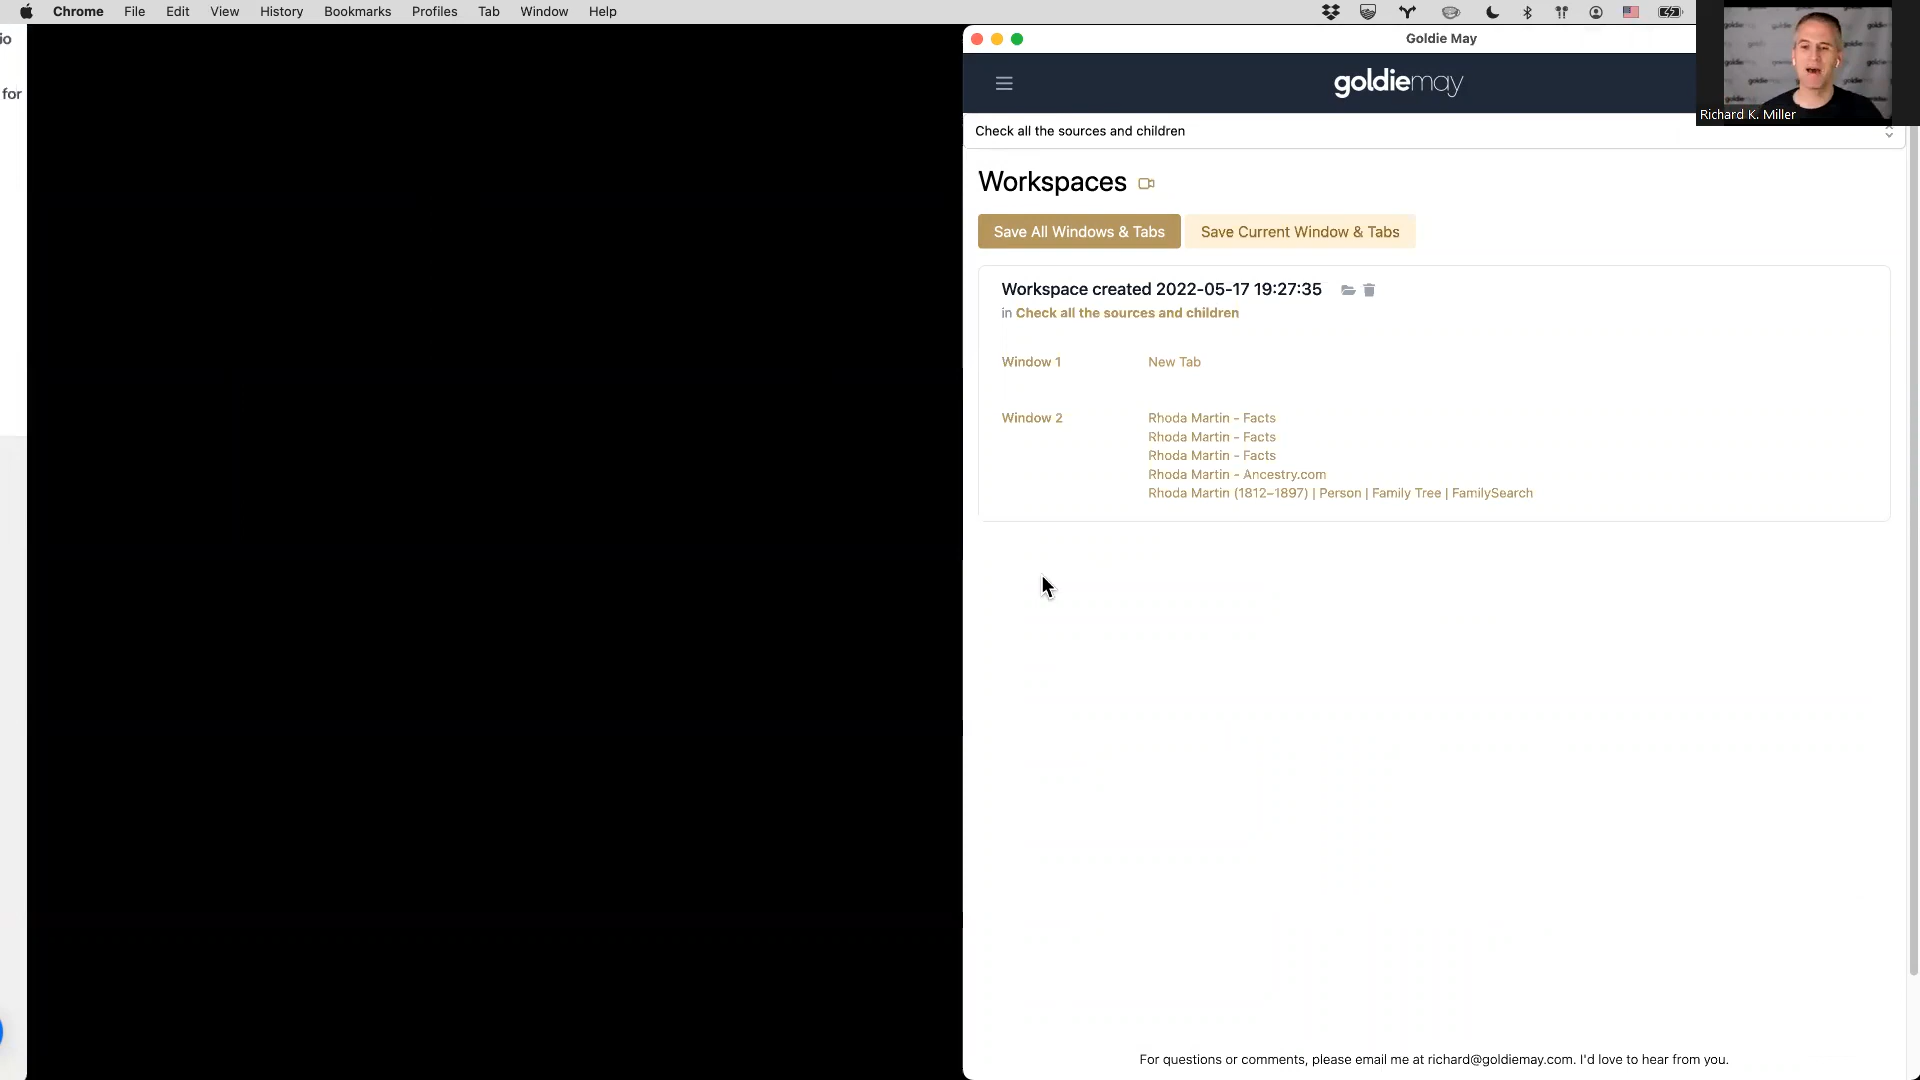 Chrome File Edit View History Bookmarks Profiles Tab Window Help
io
for
Goldie May
goldiemay
Richard K. Miller
Check all the sources and children
Workspaces
Save All Windows & Tabs Save Current Window & Tabs
Workspace created 2022-05-17 19:27:35
in Check all the sources and children
Window 1 New Tab
Window 2 Rhoda Martin - Facts
Rhoda Martin - Facts
Rhoda Martin - Facts
Rhoda Martin - Ancestry.com
Rhoda Martin (1812–1897) | Person | Family Tree | FamilySearch
For questions or comments, please email me at richard@goldiemay.com. I'd love to hear from you.